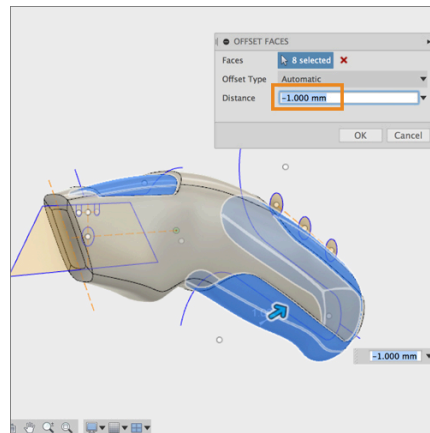 OFFSET FACES
Faces 8 selected
Offset Type Automatic
Distance -1.000 mm
OK Cancel
-1.000 mm